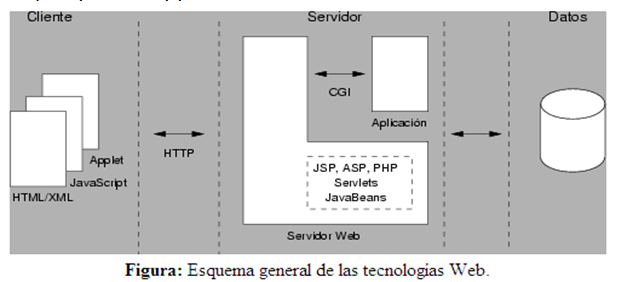 Cliente
Servidor
Datos
CGI
Aplicación
HTTP
Applet
JavaScript
HTML/XML
JSP, ASP, PHP
Servlets
JavaBeans
Servidor Web
Figura: Esquema general de las tecnologias Web.